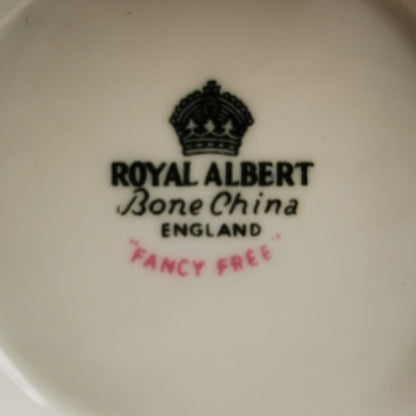 ROYAL ALBERT
Bone China
ENGLAND
"FANCY FREE"